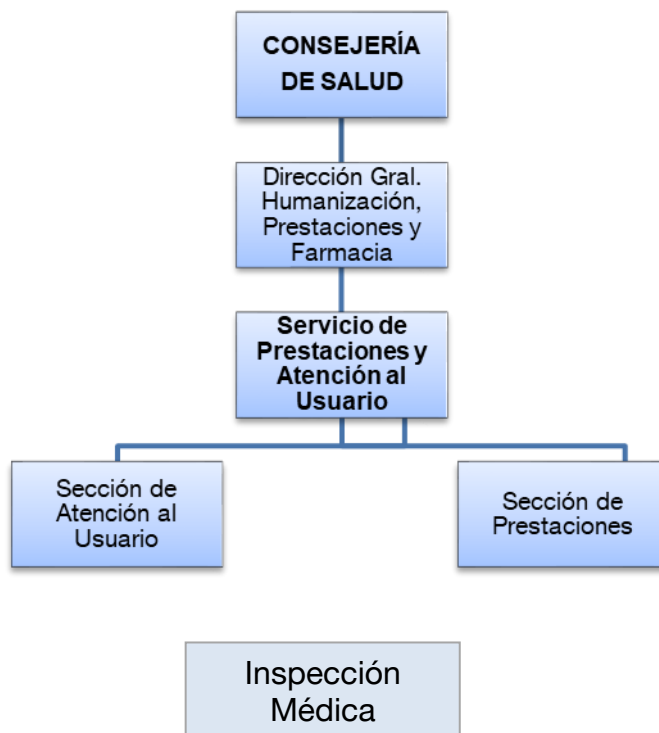 CONSEJERÍA
DE SALUD
Dirección Gral.
Humanización,
Prestaciones y
Farmacia
Servicio de
Prestaciones y
Atención al
Usuario
Sección de
Atención al
Usuario
Sección de
Prestaciones
Inspección
Médica